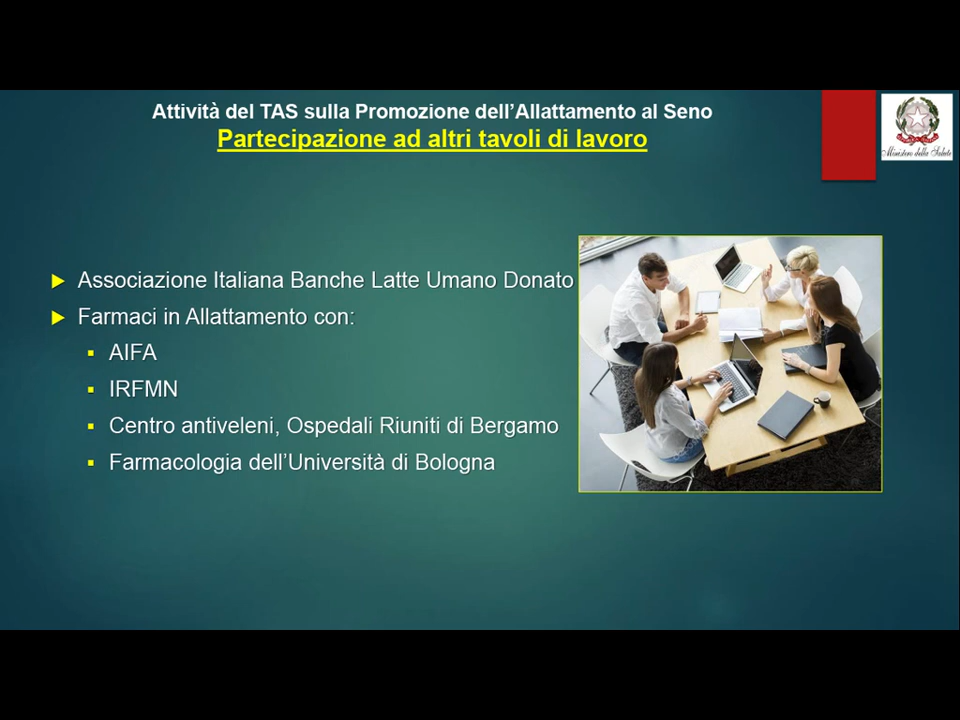 Attività del TAS sulla Promozione dell’Allattamento al Seno
Partecipazione ad altri tavoli di lavoro
Ministero della Salute
Associazione Italiana Banche Latte Umano Donato
Farmaci in Allattamento con:
AIFA
IRFMN
Centro antiveleni, Ospedali Riuniti di Bergamo
Farmacologia dell’Università di Bologna